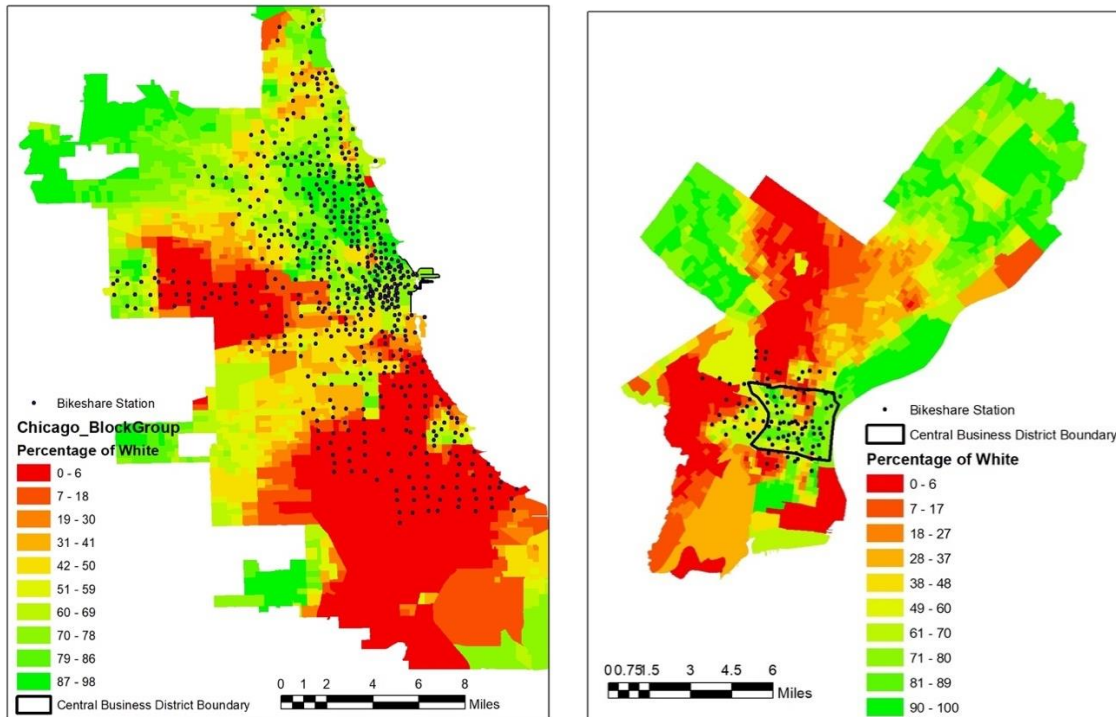 Bikeshare Station
Chicago_BlockGroup
Percentage of White
0 - 6
7 - 18
19 - 30
31 - 41
42 - 50
51 - 59
60 - 69
70 - 78
79 - 86
87 - 98
Central Business District Boundary
0 1 2 4 6 8
Miles
Bikeshare Station
Central Business District Boundary
Percentage of White
0 - 6
7 - 17
18 - 27
28 - 37
38 - 48
49 - 60
61 - 70
71 - 80
81 - 89
90 - 100
0 0.75 1.5 3 4.5 6
Miles